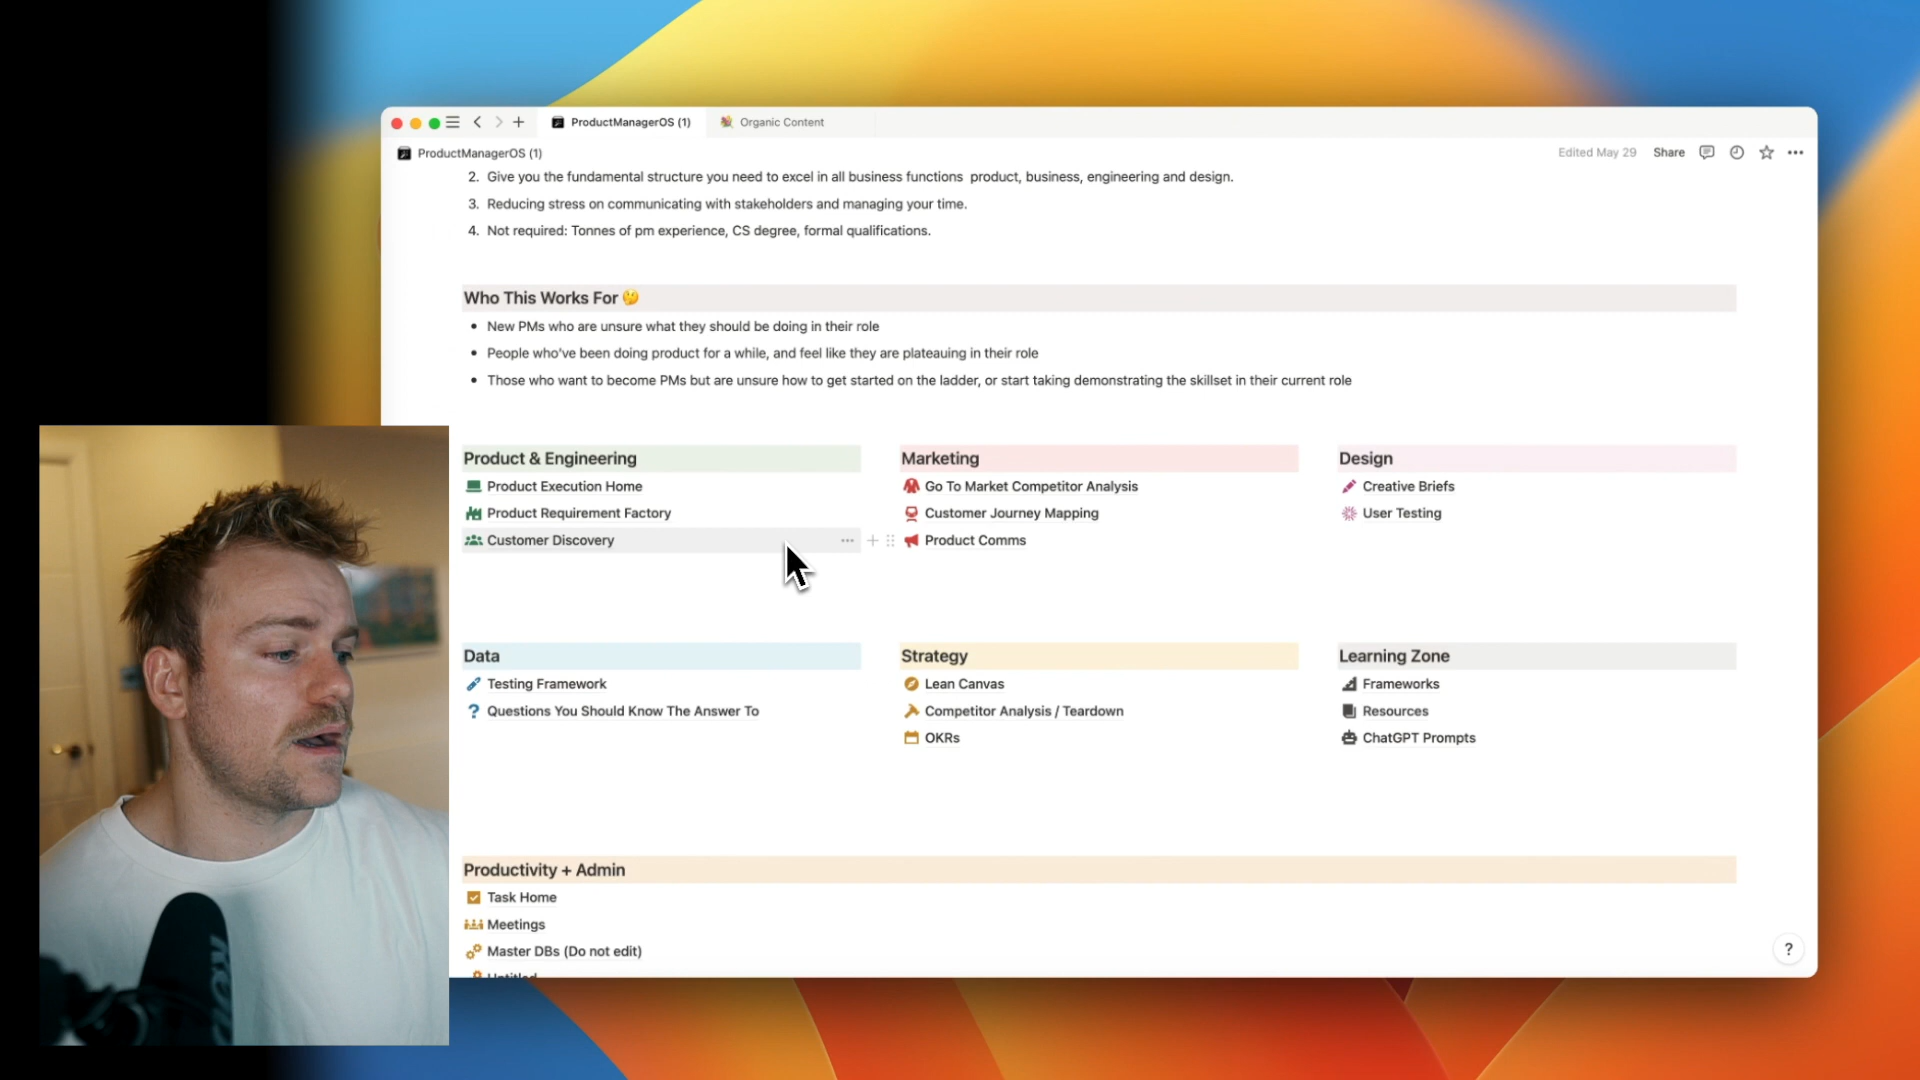 ProductManagerOS (1)
Organic Content
ProductManagerOS (1)
Edited May 29
Share
2. Give you the fundamental structure you need to excel in all business functions product, business, engineering and design.
3. Reducing stress on communicating with stakeholders and managing your time.
4. Not required: Tonnes of pm experience, CS degree, formal qualifications.
Who This Works For 🤔
• New PMs who are unsure what they should be doing in their role
• People who've been doing product for a while, and feel like they are plateauing in their role
• Those who want to become PMs but are unsure how to get started on the ladder, or start taking demonstrating the skillset in their current role
Product & Engineering
Product Execution Home
Product Requirement Factory
Customer Discovery
Marketing
Go To Market Competitor Analysis
Customer Journey Mapping
Product Comms
Design
Creative Briefs
User Testing
Data
Testing Framework
? Questions You Should Know The Answer To
Strategy
Lean Canvas
Competitor Analysis / Teardown
OKRs
Learning Zone
Frameworks
Resources
ChatGPT Prompts
Productivity + Admin
Task Home
Meetings
Master DBs (Do not edit)
Untitled
?